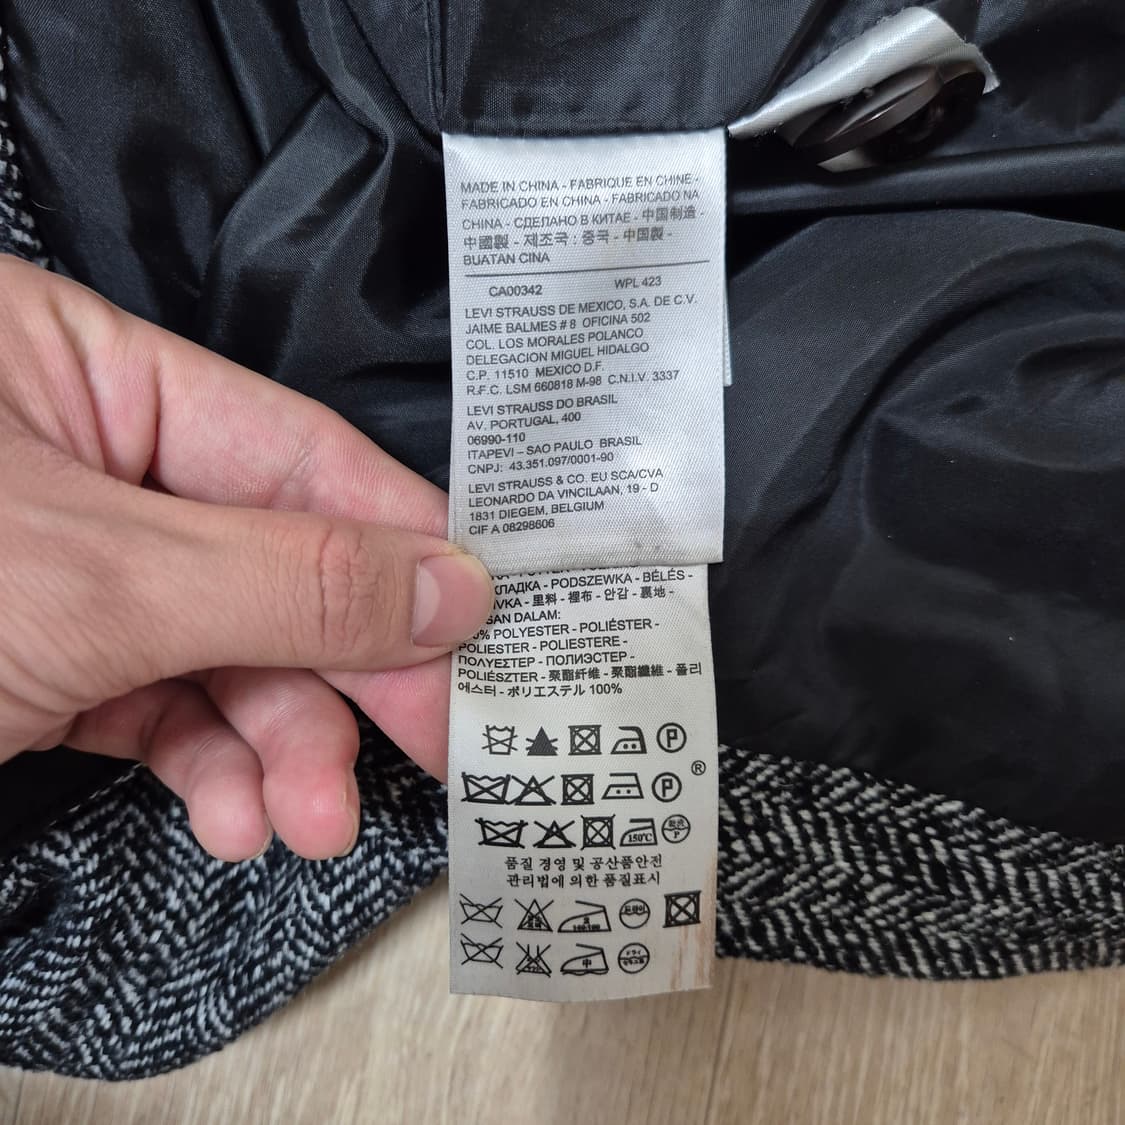 MADE IN CHINA - FABRIQUE EN CHINE -
FABRICADO EN CHINA - FABRICADO NA
CHINA - СДЕЛАНО В КИТАЕ - 中国制造 -
中國製 - 제조국 : 중국 - 中国製 -
BUATAN CINA
CA00342 WPL 423
LEVI STRAUSS DE MEXICO, S.A. DE C.V.
JAIME BALMES # 8 OFICINA 502
COL. LOS MORALES POLANCO
DELEGACION MIGUEL HIDALGO
C.P. 11510 MEXICO D.F.
R.F.C. LSM 660818 M-98 C.N.I.V. 3337
LEVI STRAUSS DO BRASIL
AV. PORTUGAL, 400
06990-110
ITAPEVI – SAO PAULO BRASIL
CNPJ: 43.351.097/0001-90
LEVI STRAUSS & CO. EU SCA/CVA
LEONARDO DA VINCILAAN, 19 - D
1831 DIEGEM, BELGIUM
CIF A 08298606
- PODSZEWKA - BÉLÉS -
- 里料 - 裡布 - 안감 - 裏地 -
DALAM:
POLYESTER - POLIÉSTER -
POLIESTER - POLIESTERE -
ΠΟΛΥΕΣΤΕΡ - ПОЛИЭСТЕР -
POLIÉSZTER - 聚酯纤维 - 聚酯纖維 - 폴리
에스터 - ポリエステル 100%
P
P ®
150℃ P
품질 경영 및 공산품안전
관리법에 의한 품질표시
中 ドライ